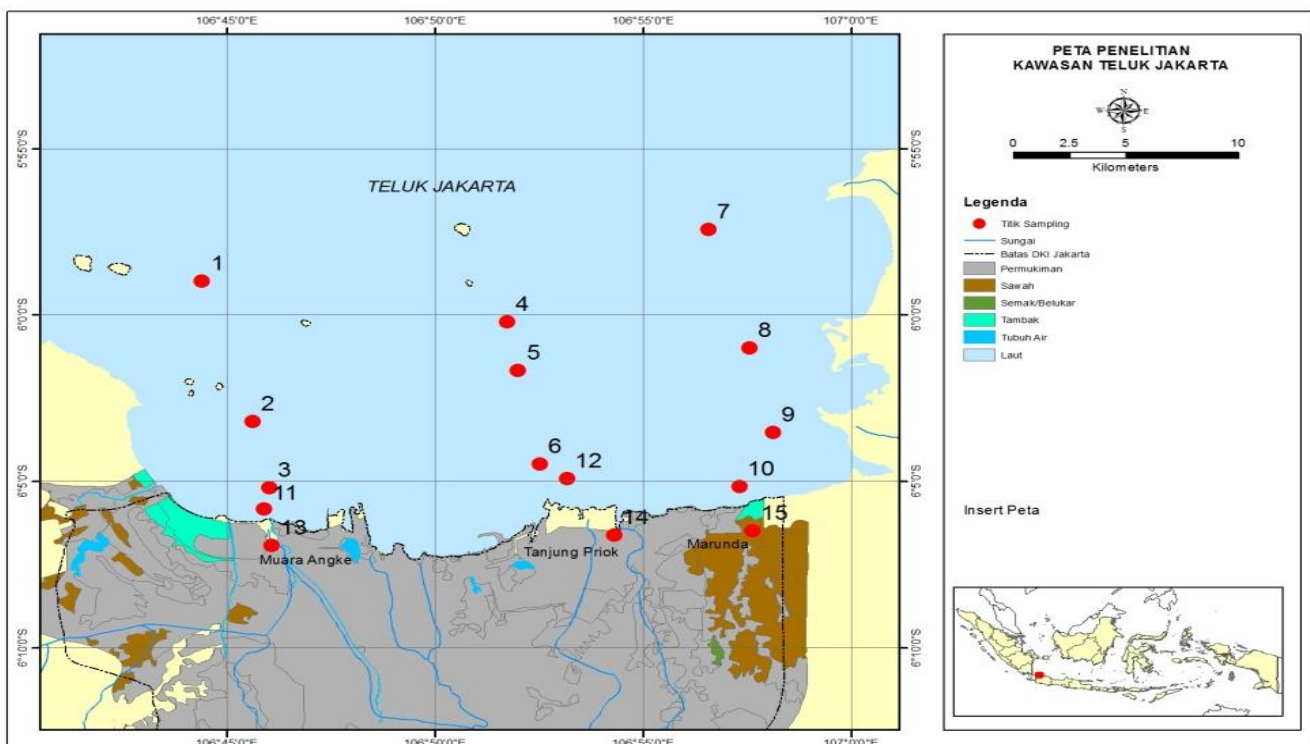 106°45'0"E 106°50'0"E 106°55'0"E 107°0'0"E
5°55'0"S
6°0'0"S
6°5'0"S
6°10'0"S
TELUK JAKARTA
1
2
3
4
5
6
7
8
9
10
11
12
13
14
15
Muara Angke
Tanjung Priok
Marunda
5°55'0"S
6°0'0"S
6°5'0"S
6°10'0"S
106°45'0"E 106°50'0"E 106°55'0"E 107°0'0"E
PETA PENELITIAN
KAWASAN TELUK JAKARTA
N
W E
S
0 2.5 5 10
Kilometers
Legenda
Titik Sampling
Sungai
Batas DKI Jakarta
Permukiman
Sawah
Semak/Belukar
Tambak
Tubuh Air
Laut
Insert Peta